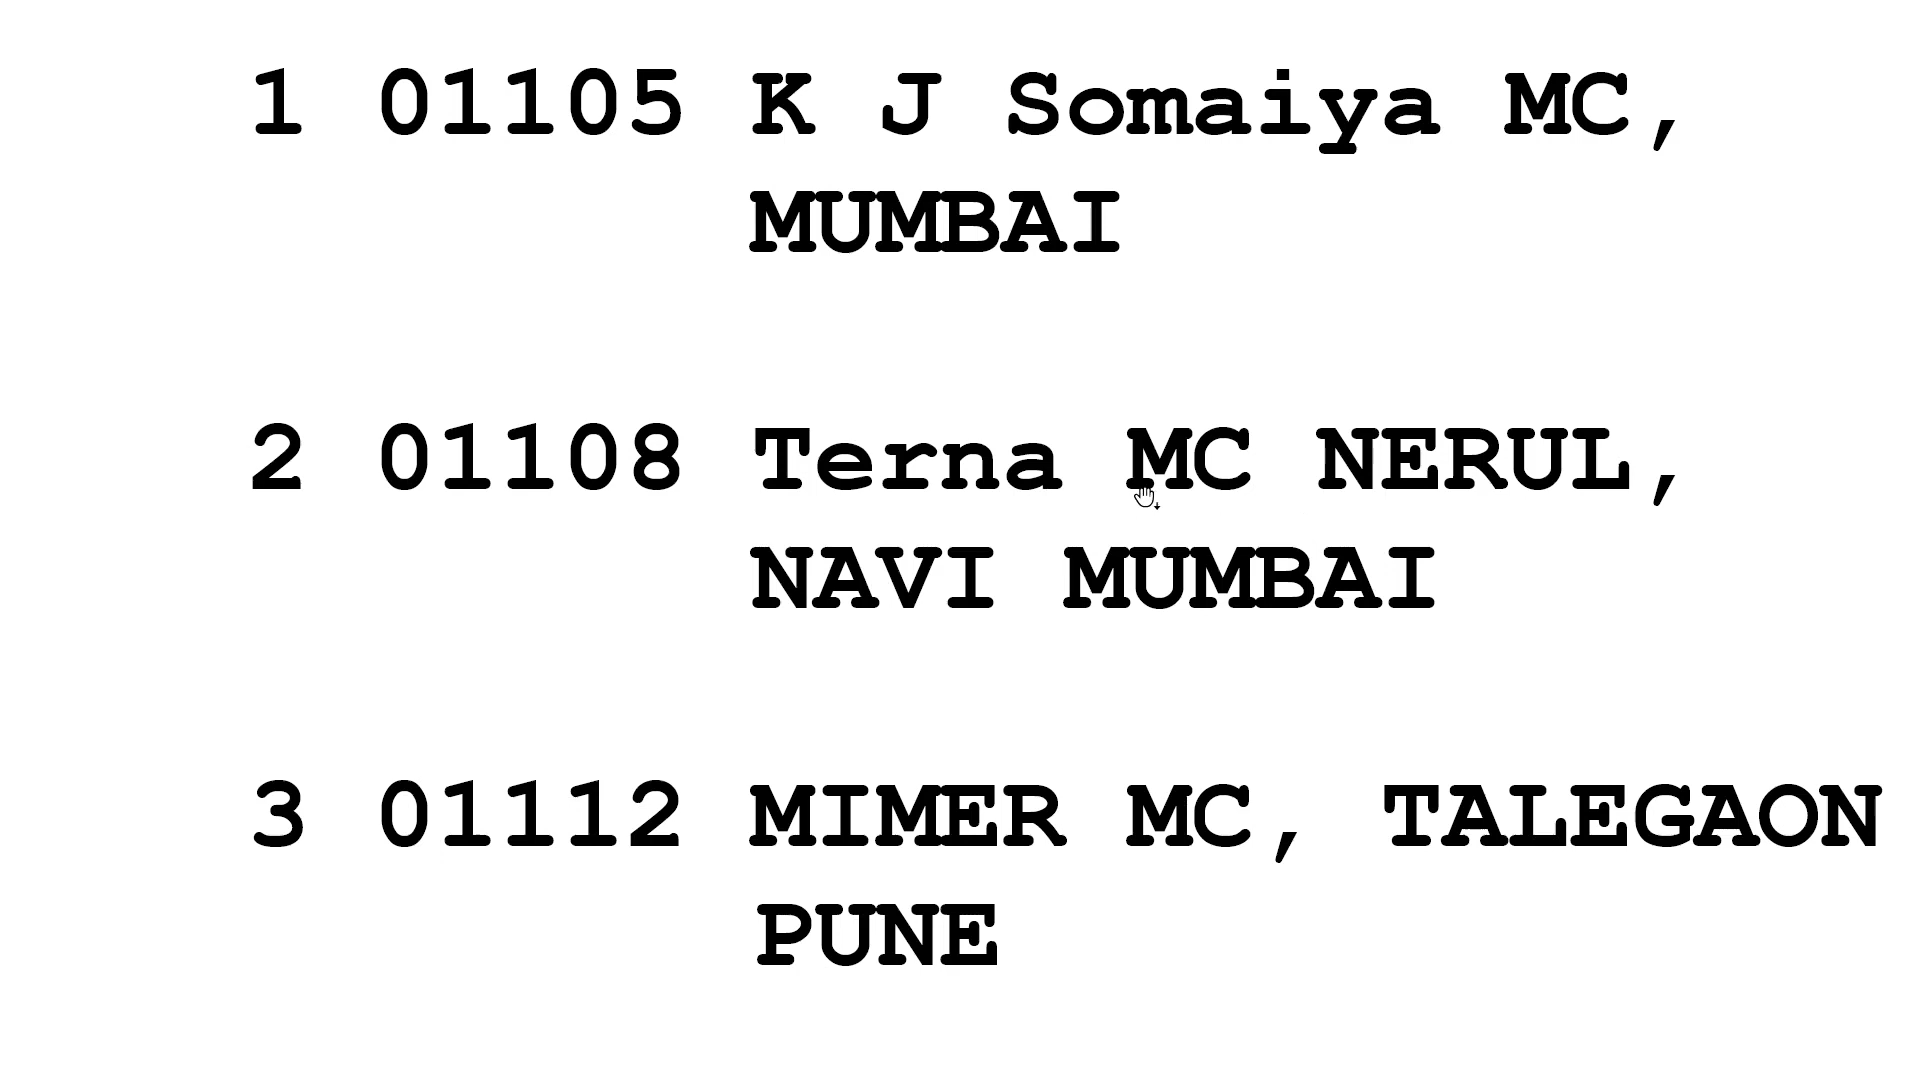 1 01105 K J Somaiya MC,
MUMBAI
2 01108 Terna MC NERUL,
NAVI MUMBAI
3 01112 MIMER MC, TALEGAON
PUNE